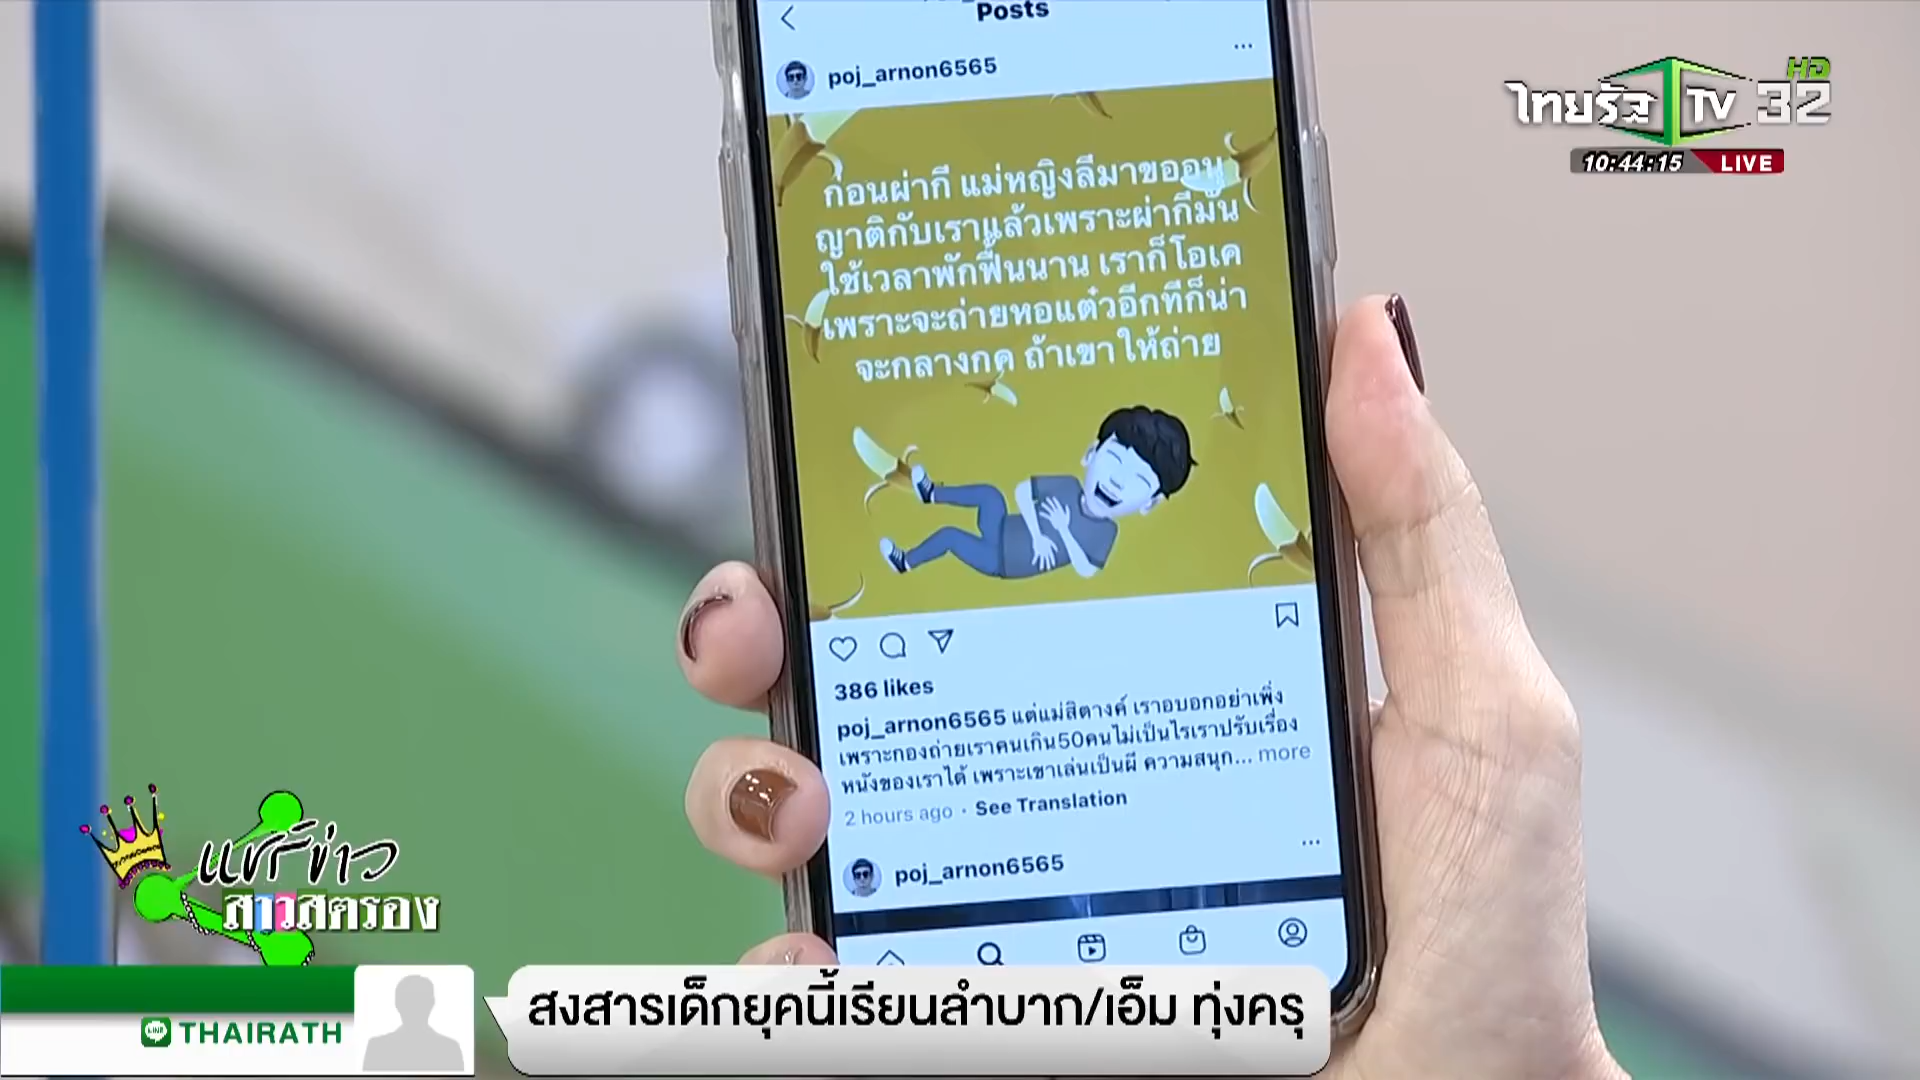 Posts
poj_arnon6565
ก่อนผ่ากี แม่หญิงลีมาขออนุ
ญาติกับเราแล้วเพราะผ่ากีมัน
ใช้เวลาพักฟื้นนาน เราก็โอเค
เพราะจะถ่ายหอแต๋วอีกทีก็น่า
จะกลางกค ถ้าเขาให้ถ่าย
386 likes
poj_arnon6565 แต่แม่สิตางค์ เราอบอกอย่าเพิ่ง
เพราะกองถ่ายเราคนเกิน50คนไม่เป็นไรเราปรับเรื่อง
หนังของเราได้ เพราะเขาเล่นเป็นผี ความสนุก... more
2 hours ago · See Translation
poj_arnon6565
ไทยรัฐ TV 32 HD
10:44:15 LIVE
แชร์ข่าว
สาวสตรอง
LINE THAIRATH
สงสารเด็กยุคนี้เรียนลำบาก/เอ็ม ทุ่งครุ